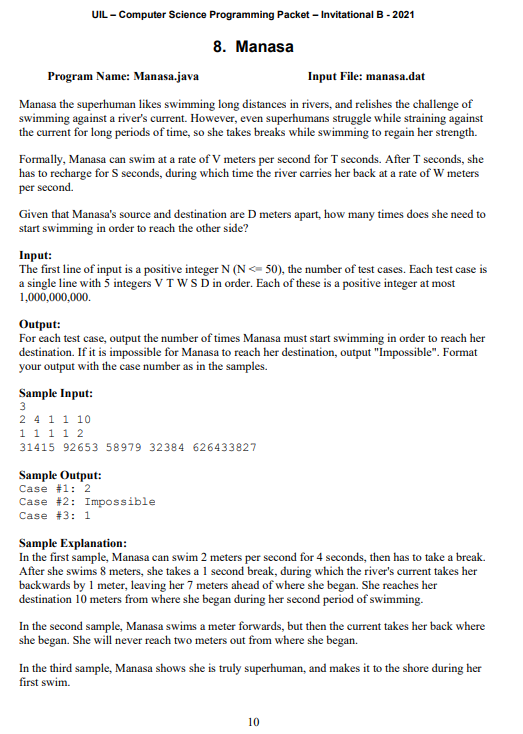 UIL – Computer Science Programming Packet – Invitational B - 2021
8. Manasa
Program Name: Manasa.java Input File: manasa.dat
Manasa the superhuman likes swimming long distances in rivers, and relishes the challenge of
swimming against a river's current. However, even superhumans struggle while straining against
the current for long periods of time, so she takes breaks while swimming to regain her strength.
Formally, Manasa can swim at a rate of V meters per second for T seconds. After T seconds, she
has to recharge for S seconds, during which time the river carries her back at a rate of W meters
per second.
Given that Manasa's source and destination are D meters apart, how many times does she need to
start swimming in order to reach the other side?
Input:
The first line of input is a positive integer N (N <= 50), the number of test cases. Each test case is
a single line with 5 integers V T W S D in order. Each of these is a positive integer at most
1,000,000,000.
Output:
For each test case, output the number of times Manasa must start swimming in order to reach her
destination. If it is impossible for Manasa to reach her destination, output "Impossible". Format
your output with the case number as in the samples.
Sample Input:
3
2 4 1 1 10
1 1 1 1 2
31415 92653 58979 32384 626433827
Sample Output:
Case #1: 2
Case #2: Impossible
Case #3: 1
Sample Explanation:
In the first sample, Manasa can swim 2 meters per second for 4 seconds, then has to take a break.
After she swims 8 meters, she takes a 1 second break, during which the river's current takes her
backwards by 1 meter, leaving her 7 meters ahead of where she began. She reaches her
destination 10 meters from where she began during her second period of swimming.
In the second sample, Manasa swims a meter forwards, but then the current takes her back where
she began. She will never reach two meters out from where she began.
In the third sample, Manasa shows she is truly superhuman, and makes it to the shore during her
first swim.
10